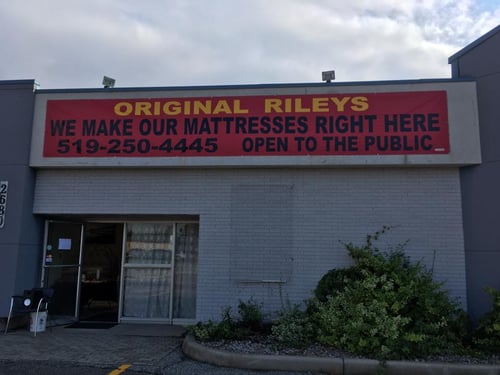 ORIGINAL RILEYS
WE MAKE OUR MATTRESSES RIGHT HERE
519-250-4445 OPEN TO THE PUBLIC